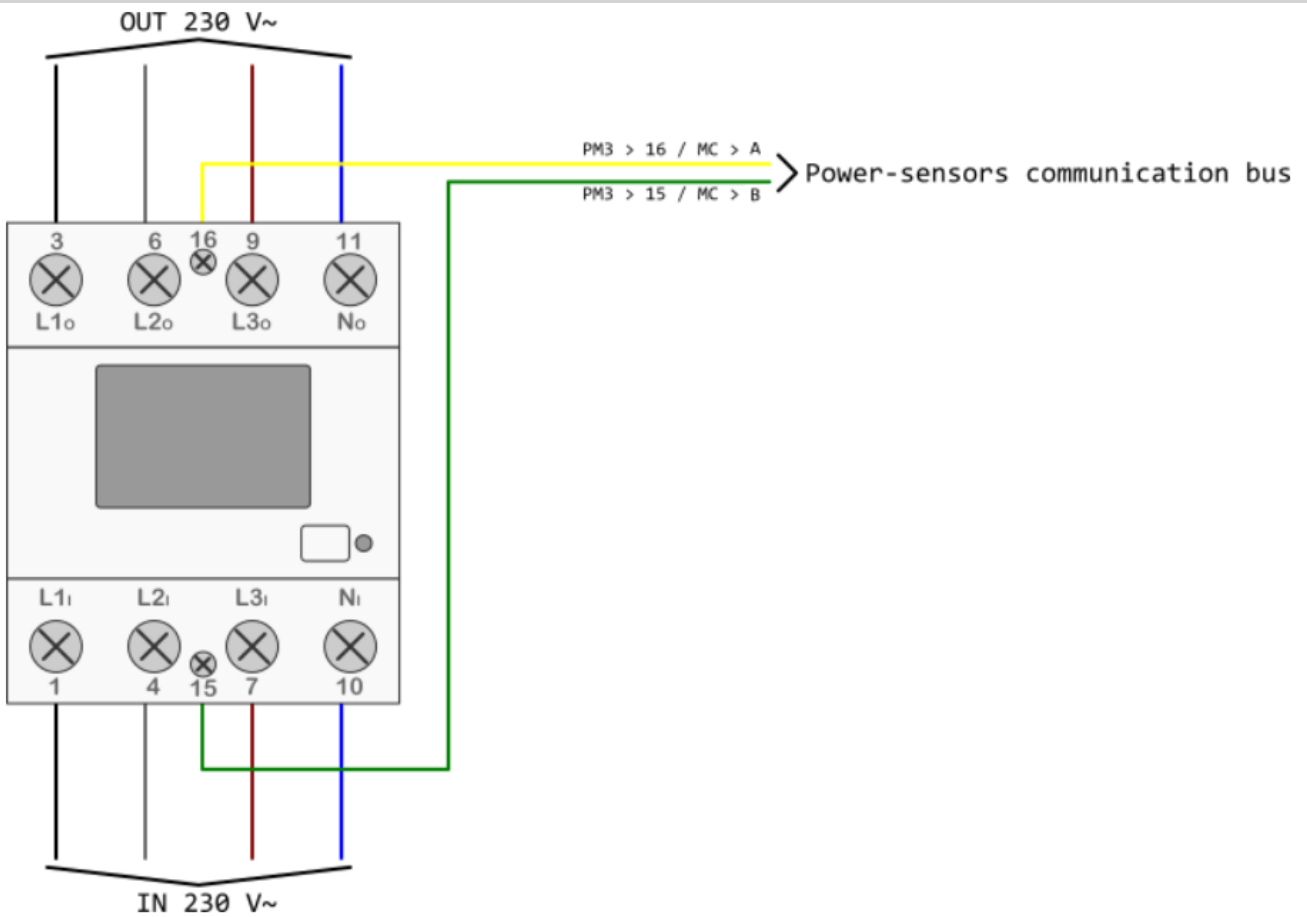 OUT 230 V~
PM3 > 16 / MC > A
Power-sensors communication bus
PM3 > 15 / MC > B
3 6 16 9 11
L1o L2o L3o No
L1I L2I L3I NI
1 4 15 7 10
IN 230 V~